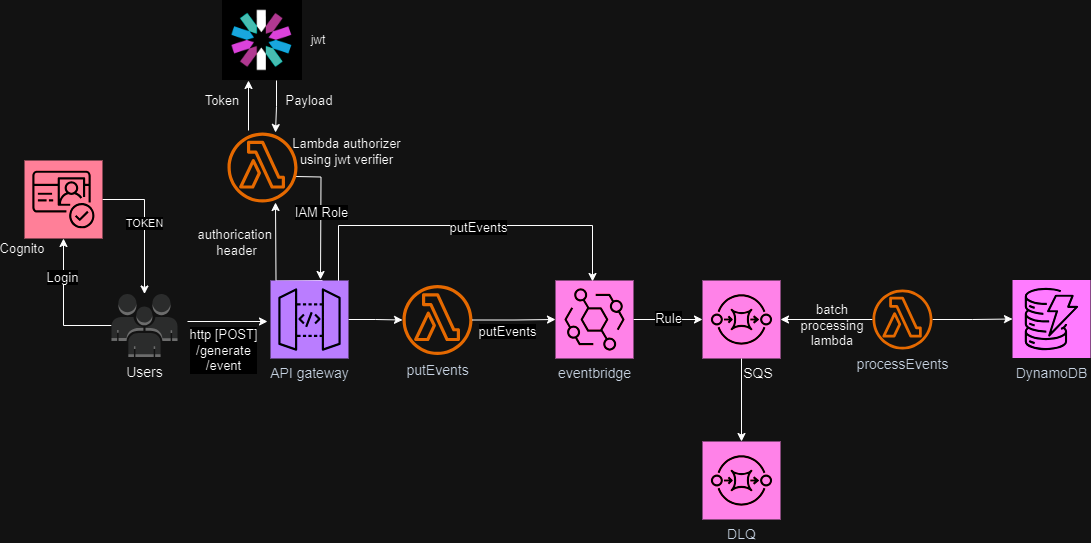 jwt
Token
Payload
Lambda authorizer
using jwt verifier
TOKEN
IAM Role
putEvents
authorication
header
Cognito
Login
http [POST]
/generate
/event
</>
putEvents
Rule
batch
processing
lambda
Users
API gateway
putEvents
eventbridge
SQS
processEvents
DynamoDB
DLQ